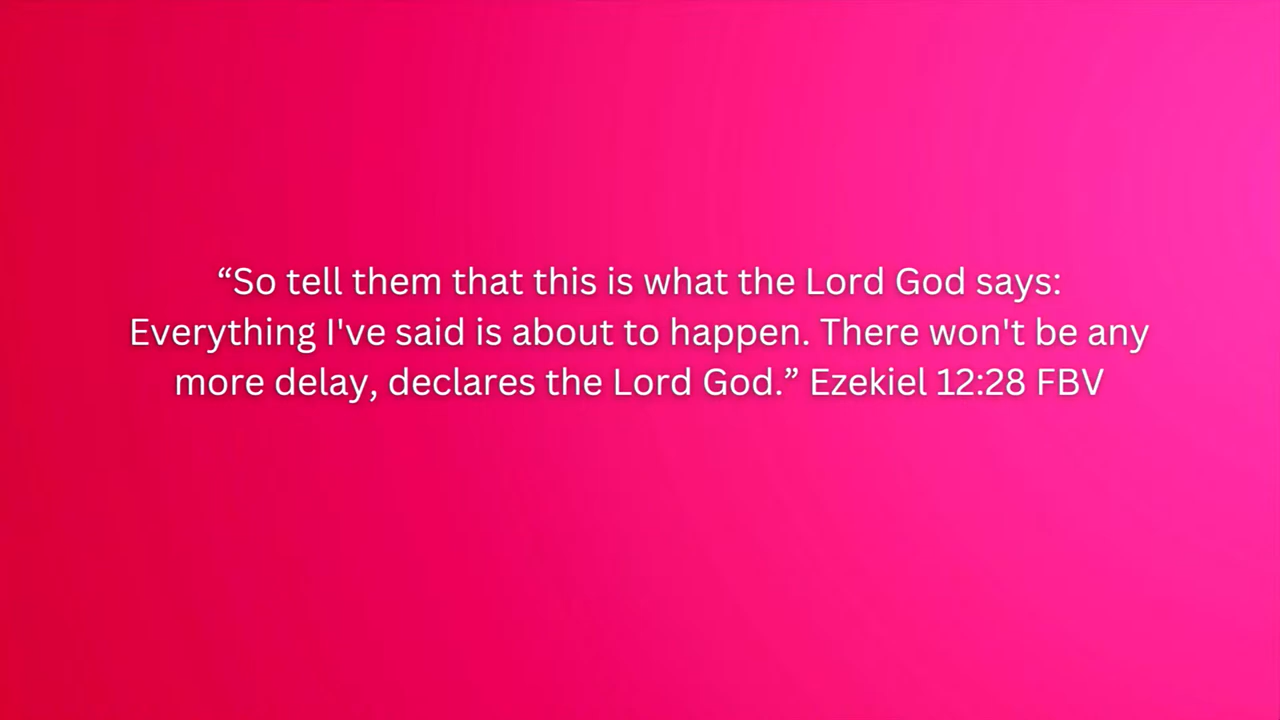 “So tell them that this is what the Lord God says:
Everything I've said is about to happen. There won't be any
more delay, declares the Lord God.” Ezekiel 12:28 FBV